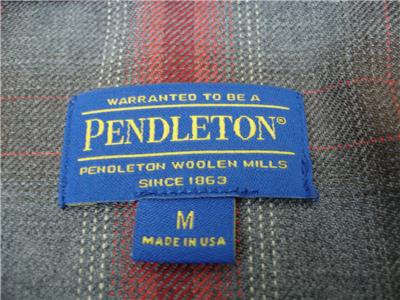 WARRANTED TO BE A
PENDLETON®
PENDLETON WOOLEN MILLS
SINCE 1863
M
MADE IN USA